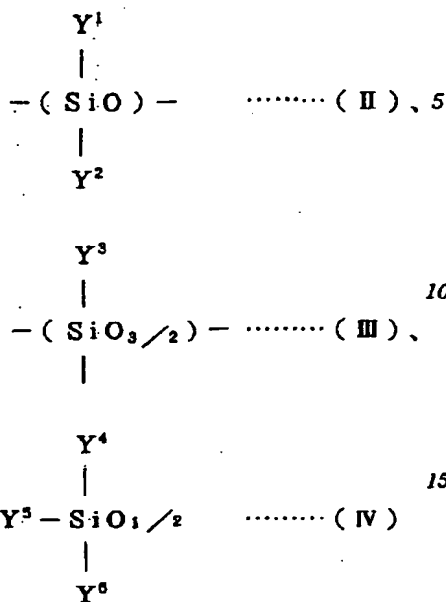 Y¹
|
—( SiO )—   ………( II )、 5
|
Y²
Y³
|
10
—( SiO₃／₂ )— ………( III )、
|
Y⁴
|
15
Y⁵—SiO₁／₂   ………( IV )
|
Y⁶